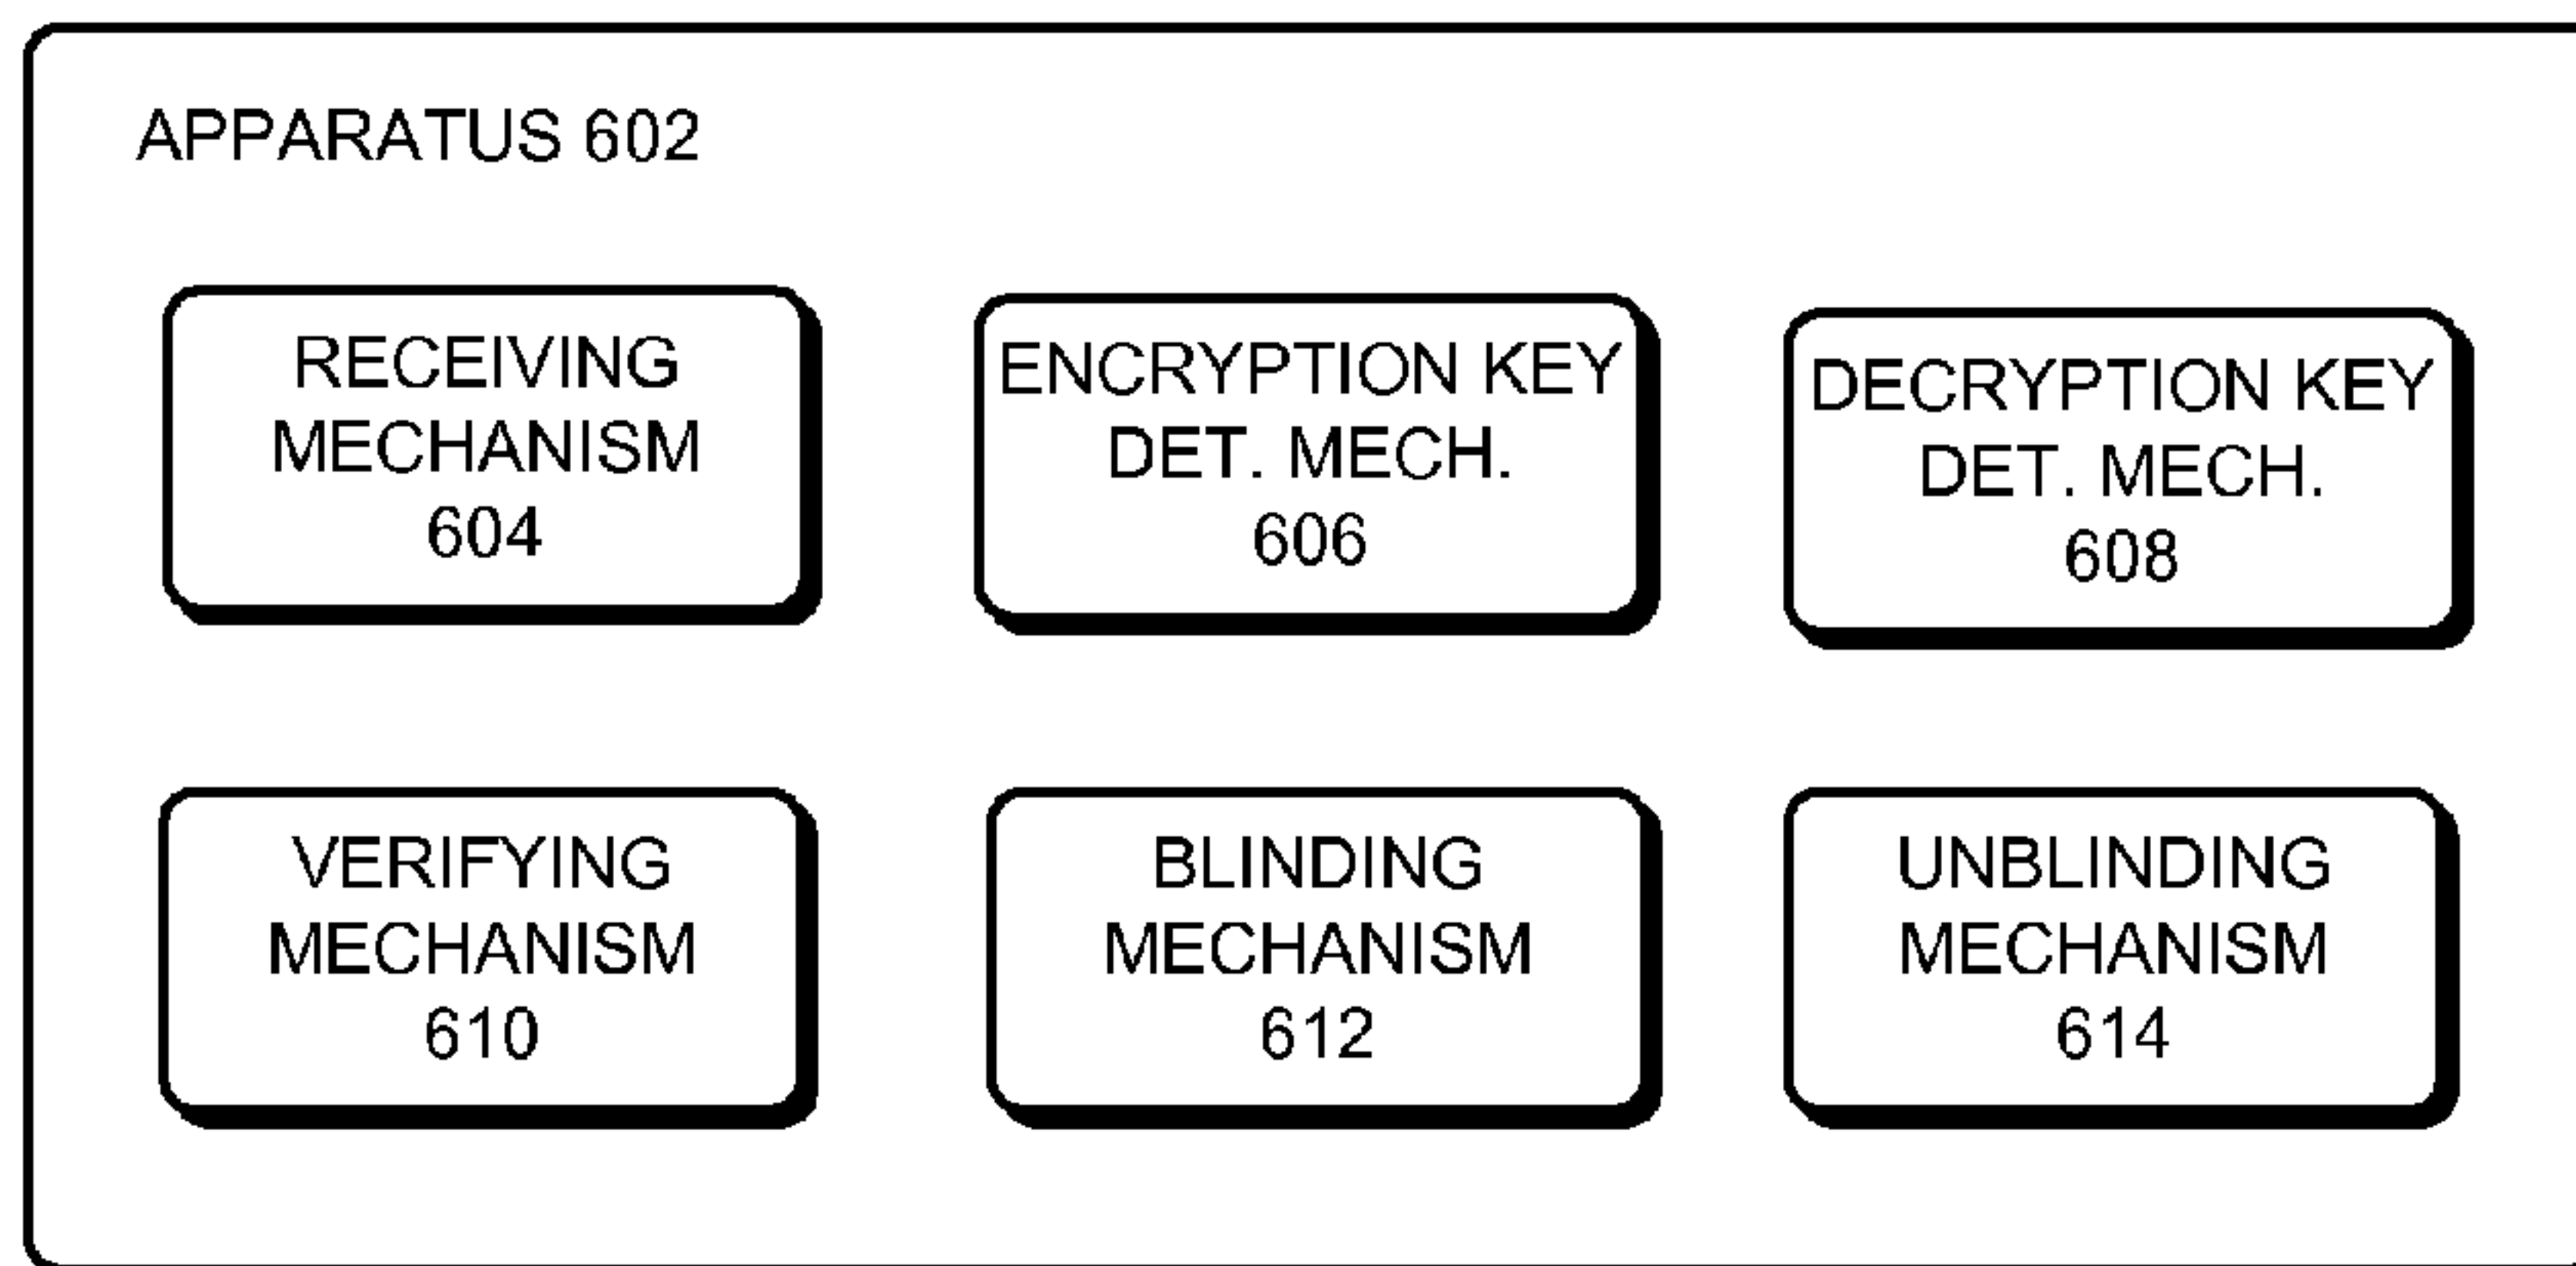 APPARATUS 602
RECEIVING
MECHANISM
604
ENCRYPTION KEY
DET. MECH.
606
DECRYPTION KEY
DET. MECH.
608
VERIFYING
MECHANISM
610
BLINDING
MECHANISM
612
UNBLINDING
MECHANISM
614